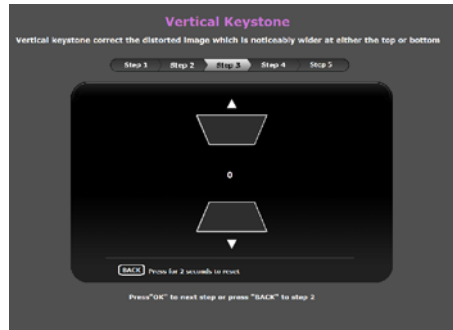 Vertical Keystone
Vertical keystone correct the distorted image which is noticeably wider at either the top or bottom
Step 1 Step 2 Step 3 Step 4 Step 5
0
BACK Press for 2 seconds to reset
Press"OK" to next step or press "BACK" to step 2